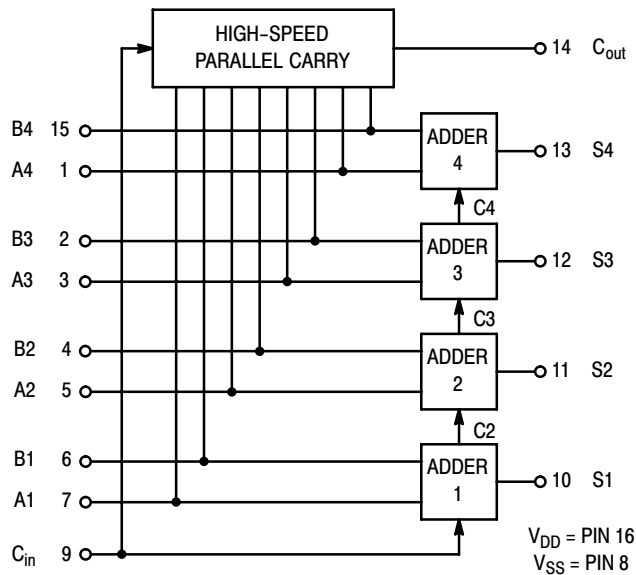 HIGH-SPEED
PARALLEL CARRY
14 Cout
B4 15
A4 1
ADDER
4
13 S4
C4
B3 2
A3 3
ADDER
3
12 S3
C3
B2 4
A2 5
ADDER
2
11 S2
C2
B1 6
A1 7
ADDER
1
10 S1
Cin 9
VDD = PIN 16
VSS = PIN 8